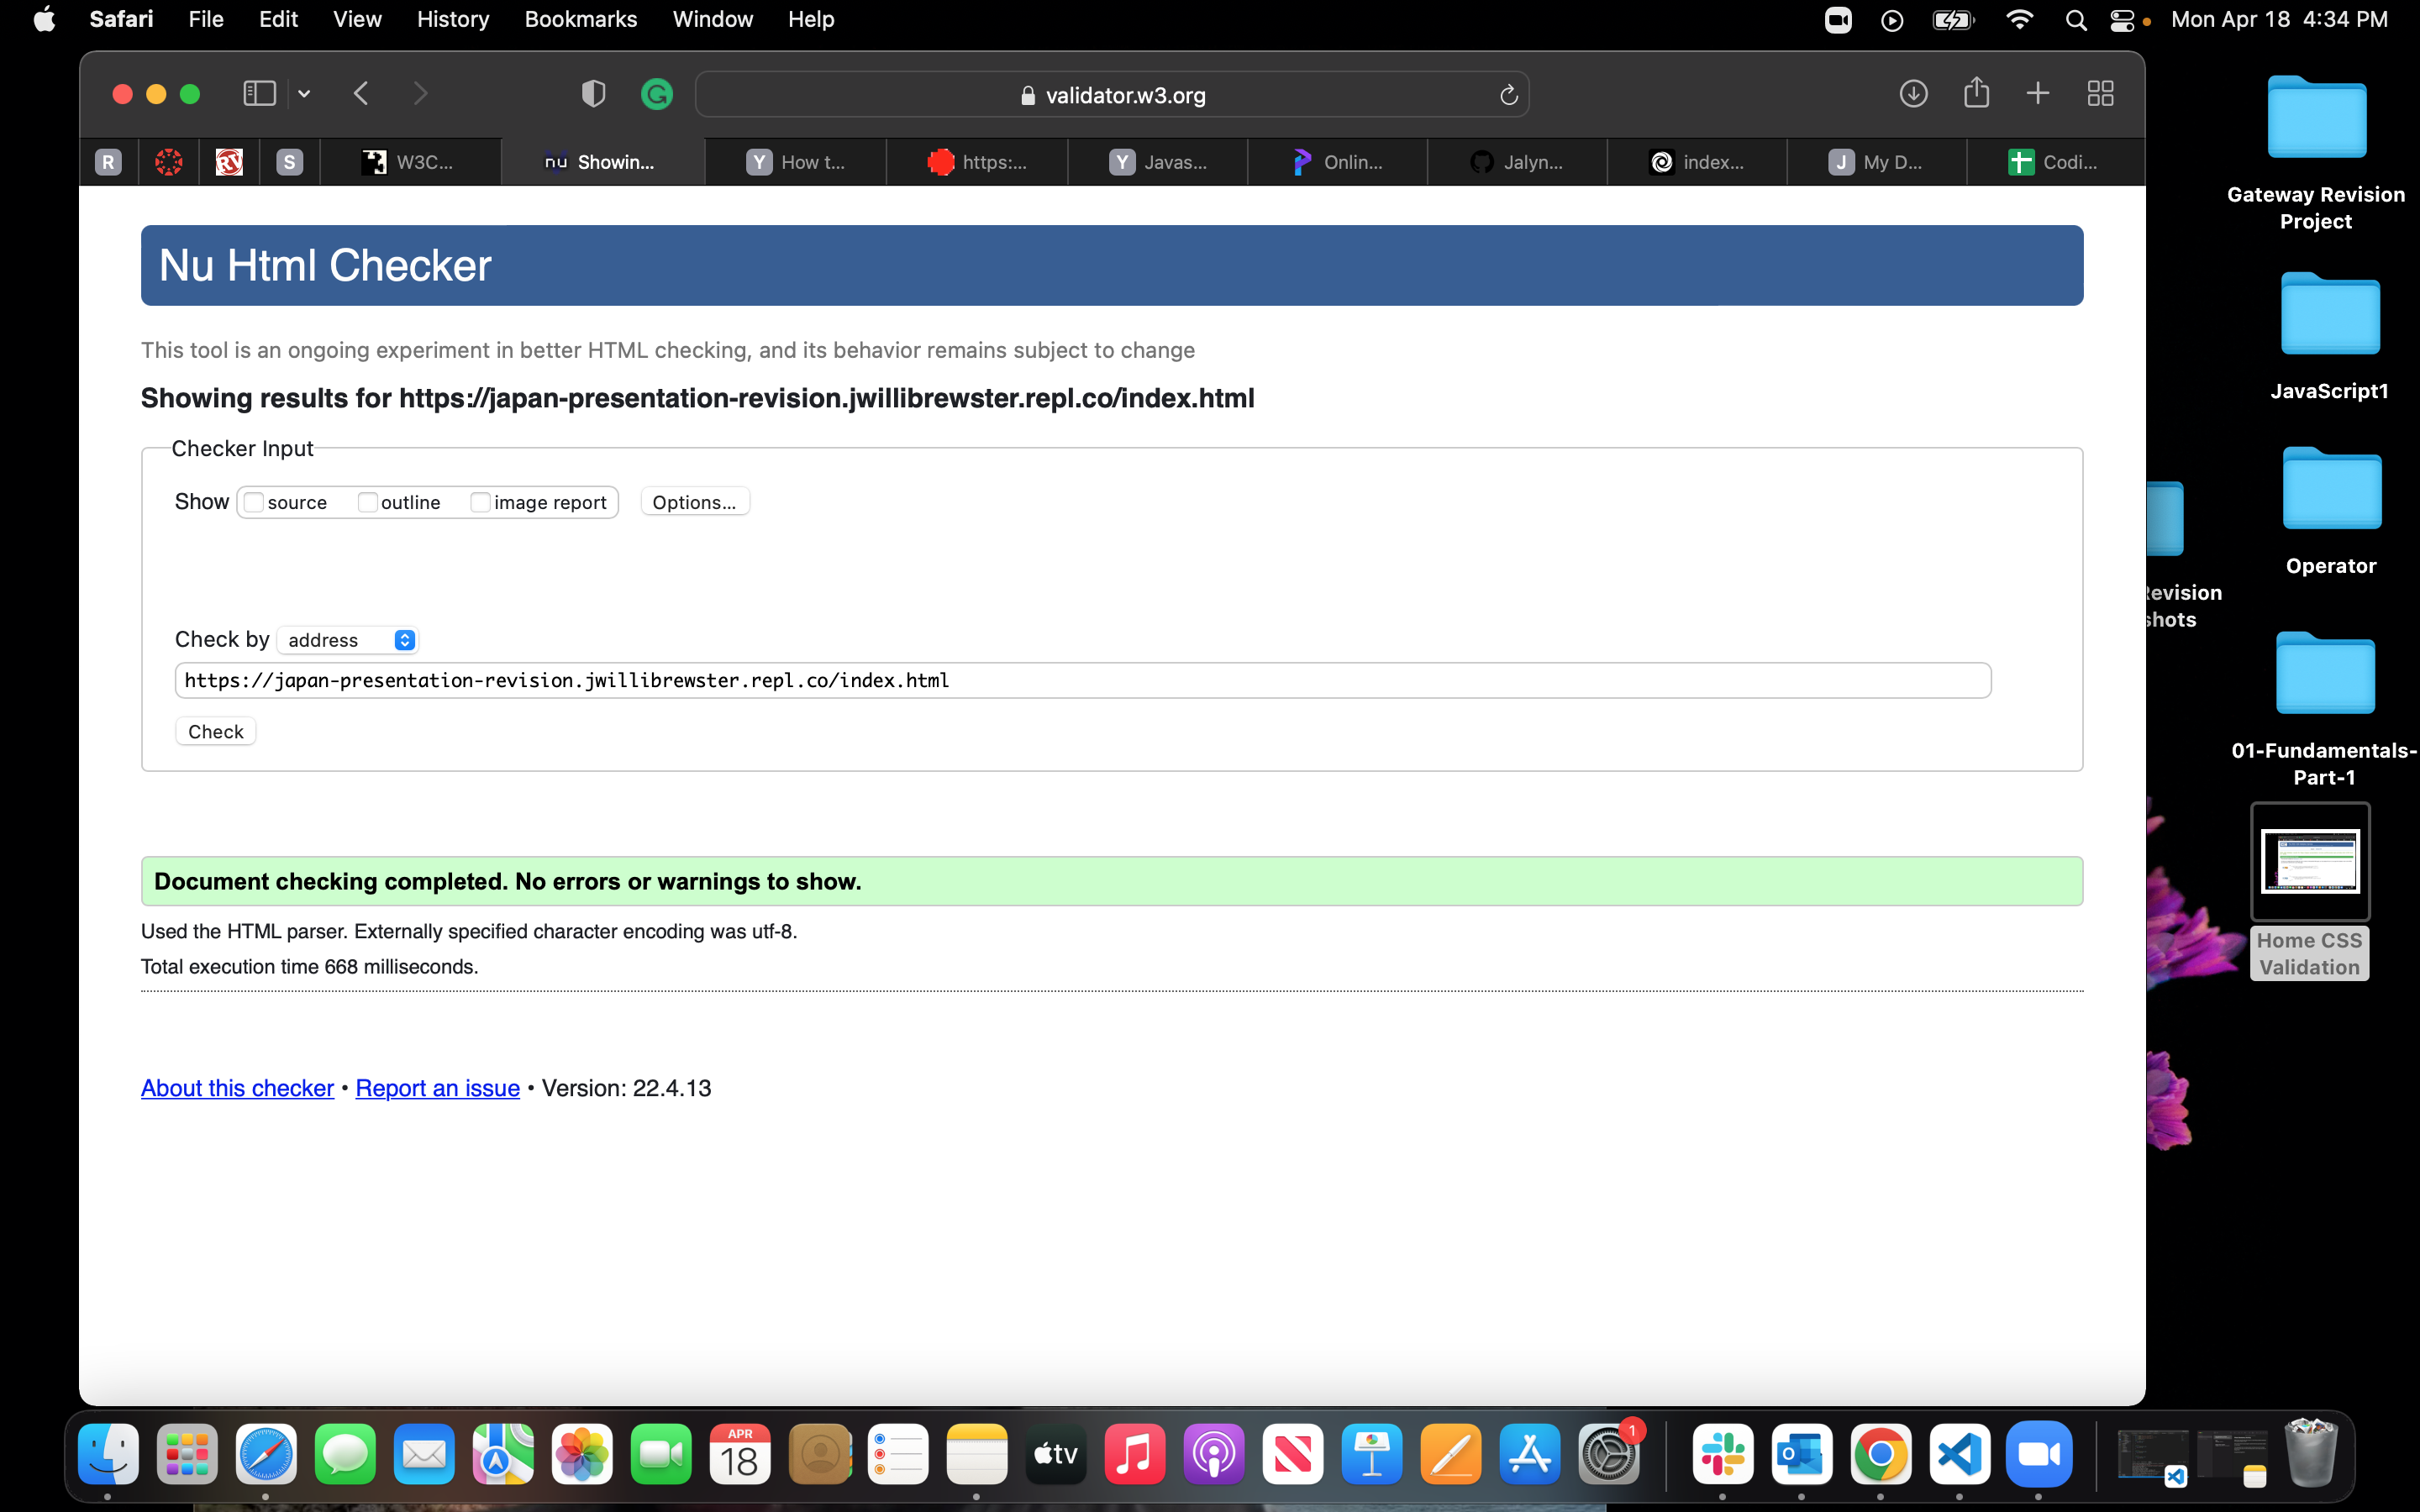 Safari File Edit View History Bookmarks Window Help
Mon Apr 18 4:34 PM
validator.w3.org
R
RV
S
W3C...
nu Showin...
Y How t...
https:...
Y Javas...
Onlin...
Jalyn...
index...
J My D...
Codi...
Nu Html Checker
This tool is an ongoing experiment in better HTML checking, and its behavior remains subject to change
Showing results for https://japan-presentation-revision.jwillibrewster.repl.co/index.html
Checker Input
Show source outline image report Options...
Check by address
https://japan-presentation-revision.jwillibrewster.repl.co/index.html
Check
Document checking completed. No errors or warnings to show.
Used the HTML parser. Externally specified character encoding was utf-8.
Total execution time 668 milliseconds.
About this checker • Report an issue • Version: 22.4.13
Gateway Revision
Project
JavaScript1
Operator
Revision
shots
01-Fundamentals-
Part-1
Home CSS
Validation
APR
18
tv
1